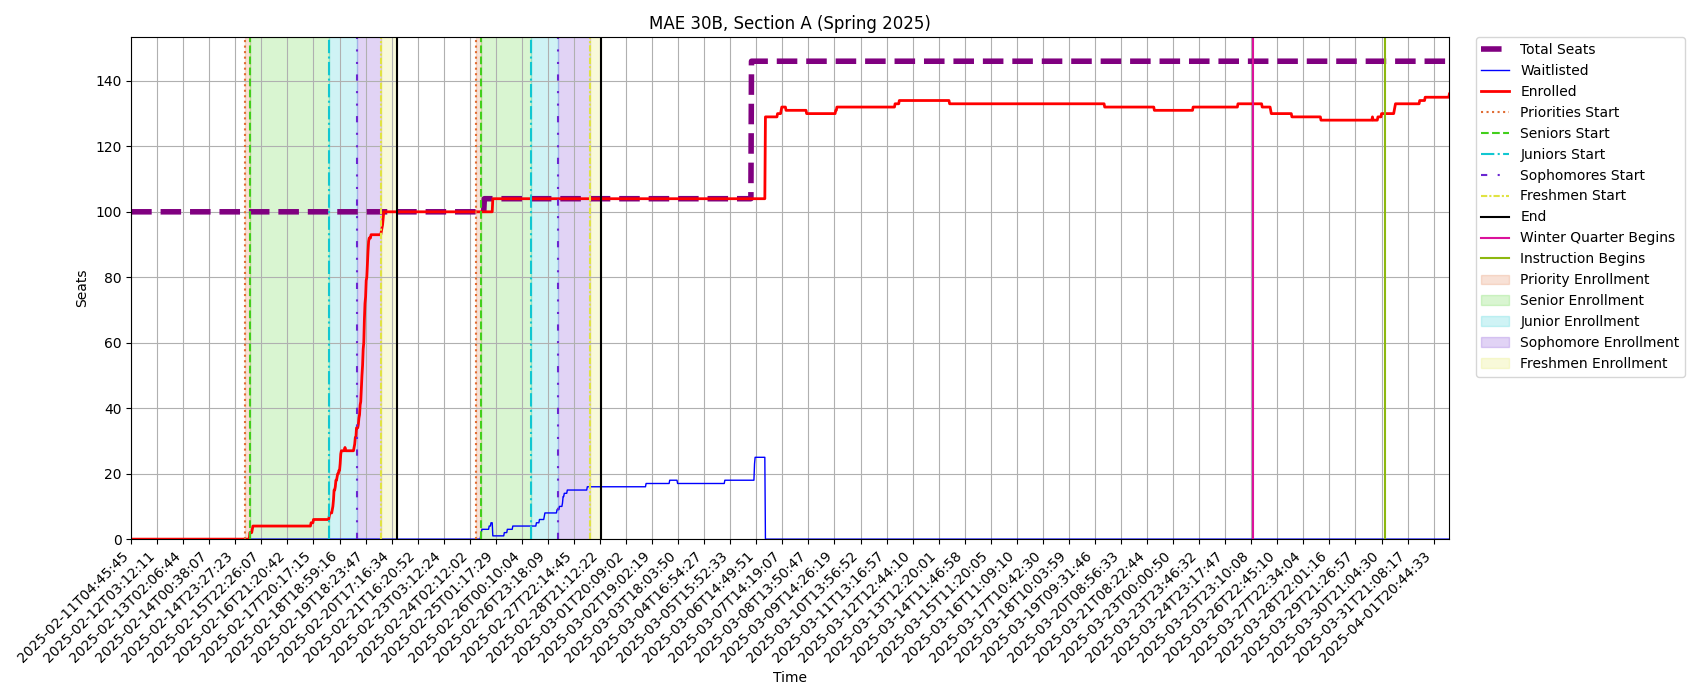 MAE 30B, Section A (Spring 2025)
Seats
140
120
100
80
60
40
20
0
2025-02-11T04:45:45
2025-02-12T03:12:11
2025-02-13T02:06:44
2025-02-14T00:38:07
2025-02-14T23:27:23
2025-02-15T22:26:07
2025-02-16T21:20:42
2025-02-17T20:17:15
2025-02-18T18:59:16
2025-02-19T18:23:47
2025-02-20T17:16:34
2025-02-21T16:20:52
2025-02-23T03:12:24
2025-02-24T02:12:02
2025-02-25T01:17:29
2025-02-26T00:10:04
2025-02-26T23:18:09
2025-02-27T22:14:45
2025-02-28T21:12:22
2025-03-01T20:09:02
2025-03-02T19:02:19
2025-03-03T18:03:50
2025-03-04T16:54:27
2025-03-05T15:52:33
2025-03-06T14:49:51
2025-03-07T14:19:07
2025-03-08T13:50:47
2025-03-09T14:26:19
2025-03-10T13:56:52
2025-03-11T13:16:57
2025-03-12T12:44:10
2025-03-13T12:20:01
2025-03-14T11:46:58
2025-03-15T11:20:05
2025-03-16T11:09:10
2025-03-17T10:42:30
2025-03-18T10:03:59
2025-03-19T09:31:46
2025-03-20T08:56:33
2025-03-21T08:22:44
2025-03-23T00:00:50
2025-03-23T23:46:32
2025-03-24T23:17:47
2025-03-25T23:10:08
2025-03-26T22:45:10
2025-03-27T22:34:04
2025-03-28T22:01:16
2025-03-29T21:26:57
2025-03-30T21:04:30
2025-03-31T21:08:17
2025-04-01T20:44:33
Time
Total Seats
Waitlisted
Enrolled
Priorities Start
Seniors Start
Juniors Start
Sophomores Start
Freshmen Start
End
Winter Quarter Begins
Instruction Begins
Priority Enrollment
Senior Enrollment
Junior Enrollment
Sophomore Enrollment
Freshmen Enrollment